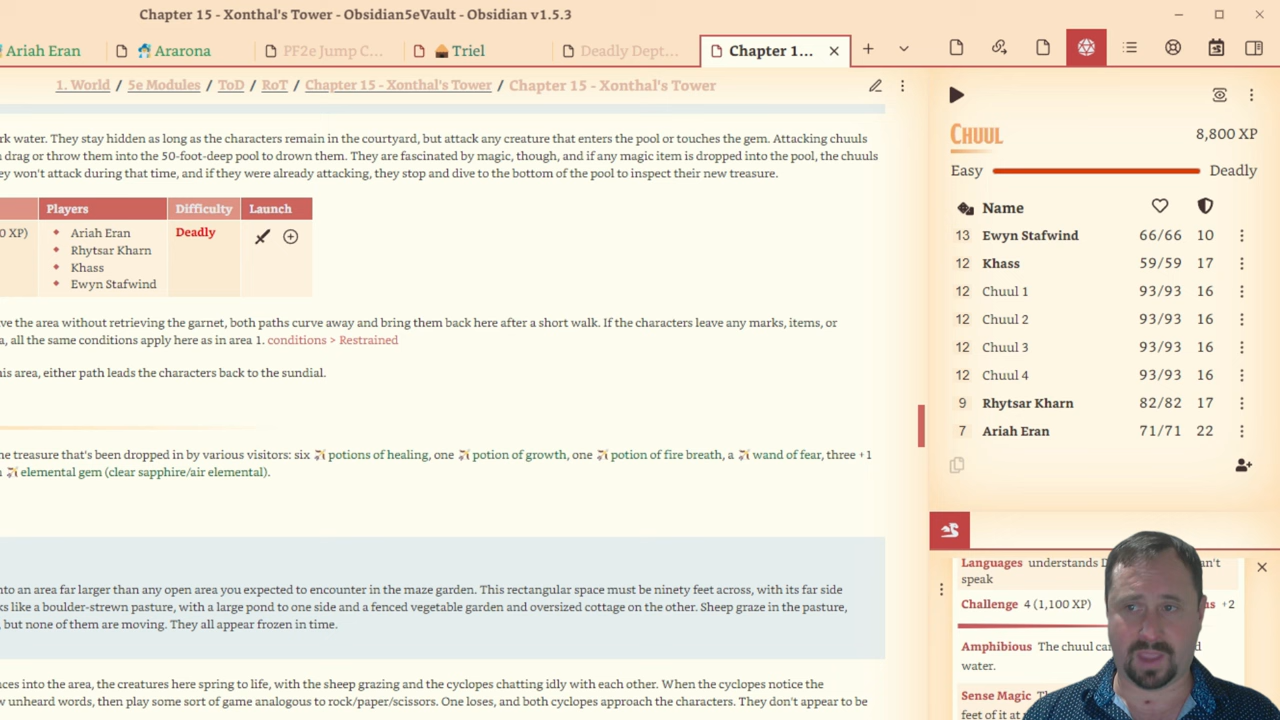 Chapter 15 - Xonthal's Tower - Obsidian5eVault - Obsidian v1.5.3
Ariah Eran
Ararona
PF2e Jump C...
Triel
Deadly Dept...
Chapter 1...
1. World / 5e Modules / ToD / RoT / Chapter 15 - Xonthal's Tower / Chapter 15 - Xonthal's Tower
rk water. They stay hidden as long as the characters remain in the courtyard, but attack any creature that enters the pool or touches the gem. Attacking chuuls
drag or throw them into the 50-foot-deep pool to drown them. They are fascinated by magic, though, and if any magic item is dropped into the pool, the chuuls
ey won't attack during that time, and if they were already attacking, they stop and dive to the bottom of the pool to inspect their new treasure.
Players Difficulty Launch
0 XP) Ariah Eran Deadly
Rhytsar Kharn
Khass
Ewyn Stafwind
ve the area without retrieving the garnet, both paths curve away and bring them back here after a short walk. If the characters leave any marks, items, or
a, all the same conditions apply here as in area 1. conditions > Restrained
his area, either path leads the characters back to the sundial.
he treasure that's been dropped in by various visitors: six potions of healing, one potion of growth, one potion of fire breath, a wand of fear, three +1
elemental gem (clear sapphire/air elemental).
nto an area far larger than any open area you expected to encounter in the maze garden. This rectangular space must be ninety feet across, with its far side
ks like a boulder-strewn pasture, with a large pond to one side and a fenced vegetable garden and oversized cottage on the other. Sheep graze in the pasture,
, but none of them are moving. They all appear frozen in time.
ces into the area, the creatures here spring to life, with the sheep grazing and the cyclopes chatting idly with each other. When the cyclopes notice the
w unheard words, then play some sort of game analogous to rock/paper/scissors. One loses, and both cyclopes approach the characters. They don't appear to be
Chuul 8,800 XP
Easy Deadly
Name
13 Ewyn Stafwind 66/66 10
12 Khass 59/59 17
12 Chuul 1 93/93 16
12 Chuul 2 93/93 16
12 Chuul 3 93/93 16
12 Chuul 4 93/93 16
9 Rhytsar Kharn 82/82 17
7 Ariah Eran 71/71 22
Languages understands D n't
speak
Challenge 4 (1,100 XP) s +2
Amphibious The chuul ca d
water.
Sense Magic Th
feet of it at